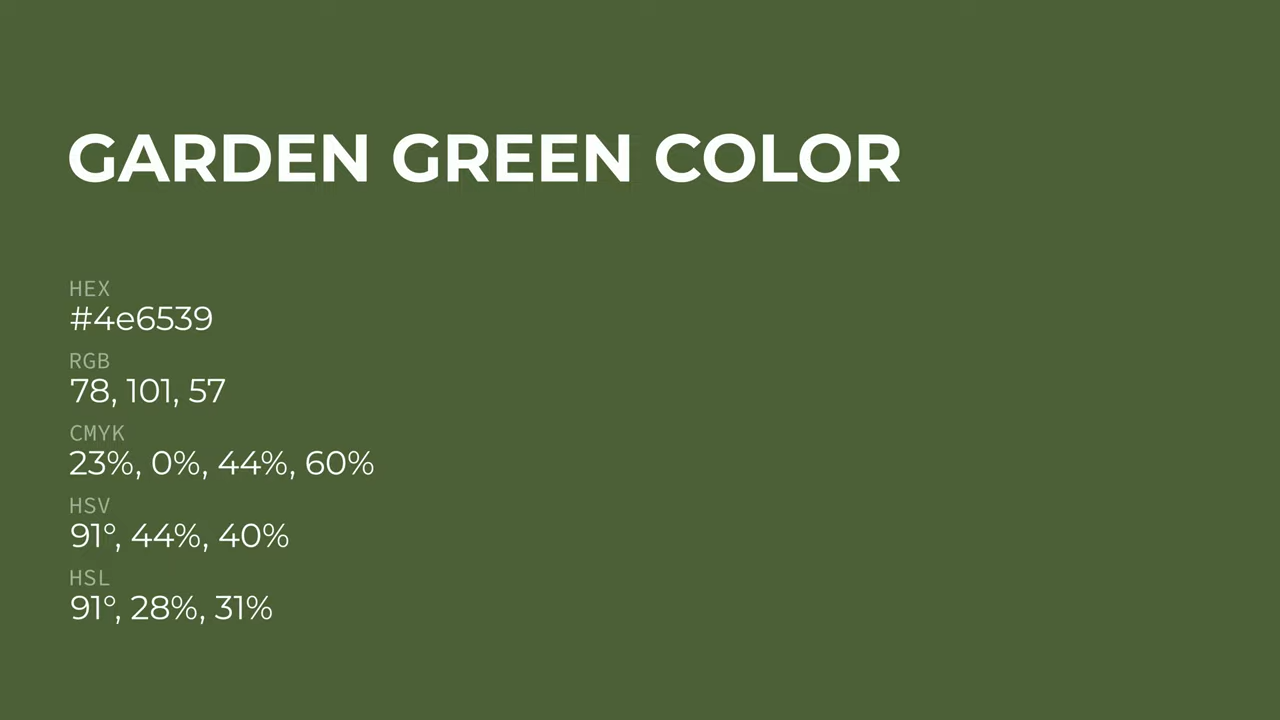 GARDEN GREEN COLOR
HEX
#4e6539
RGB
78, 101, 57
CMYK
23%, 0%, 44%, 60%
HSV
91°, 44%, 40%
HSL
91°, 28%, 31%